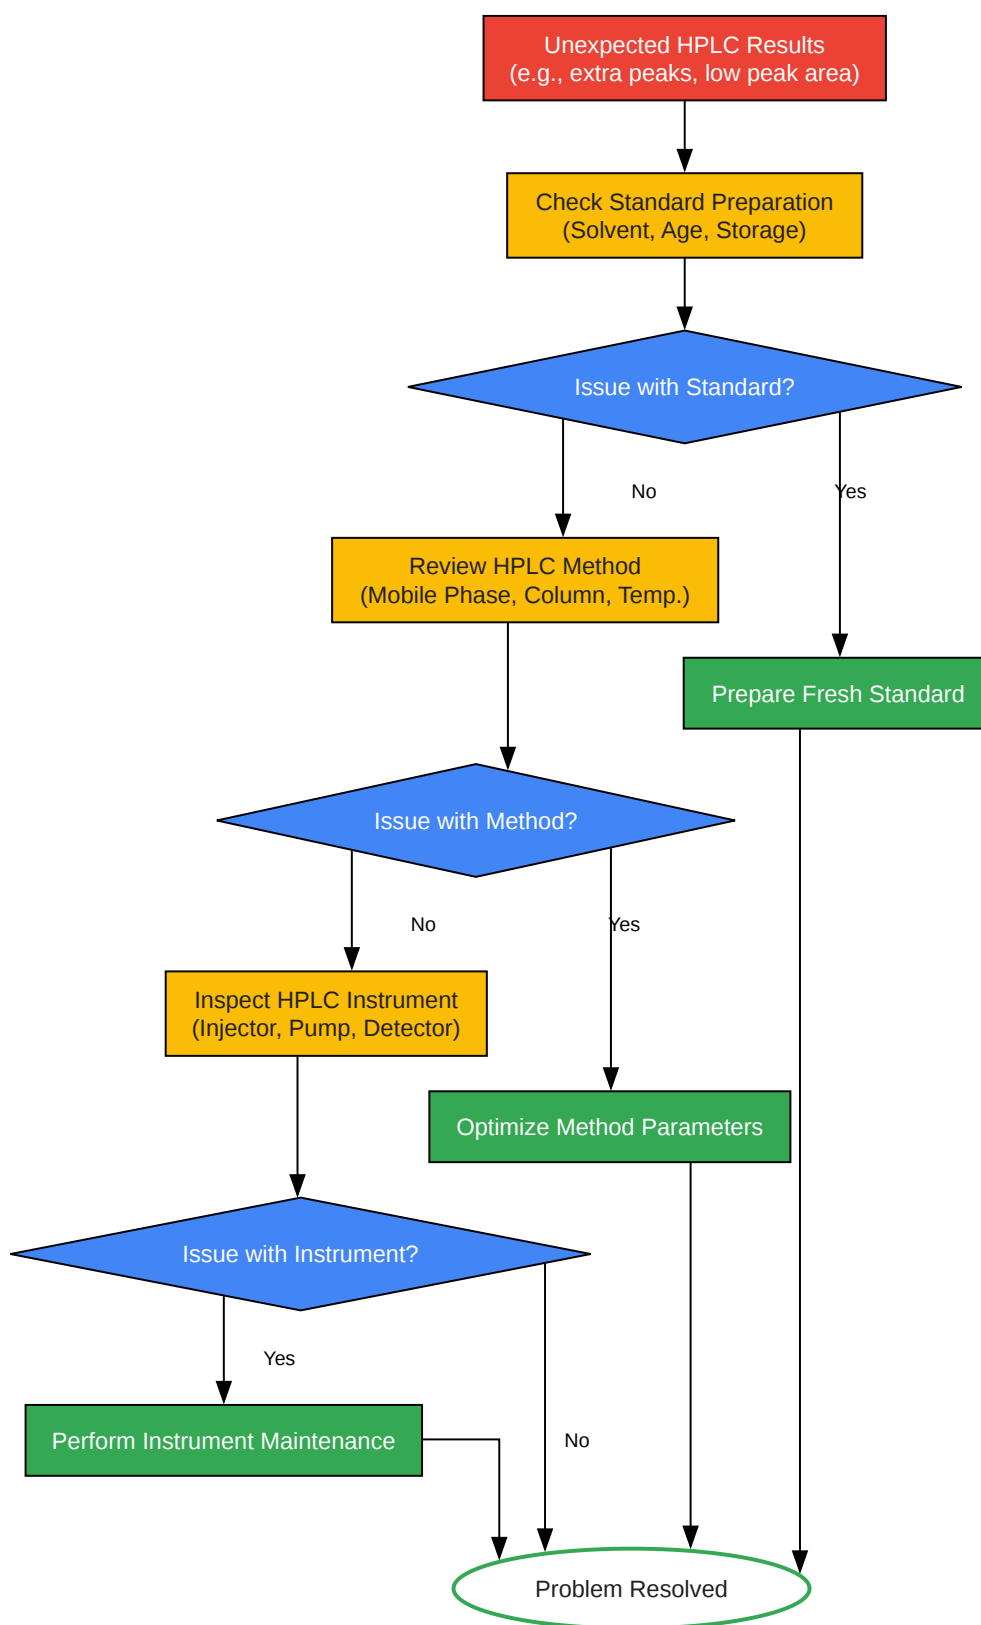 Unexpected HPLC Results
(e.g., extra peaks, low peak area)
Check Standard Preparation
(Solvent, Age, Storage)
Issue with Standard?
No
Yes
Review HPLC Method
(Mobile Phase, Column, Temp.)
Prepare Fresh Standard
Issue with Method?
No
Yes
Inspect HPLC Instrument
(Injector, Pump, Detector)
Optimize Method Parameters
Issue with Instrument?
Yes
Perform Instrument Maintenance
No
Problem Resolved